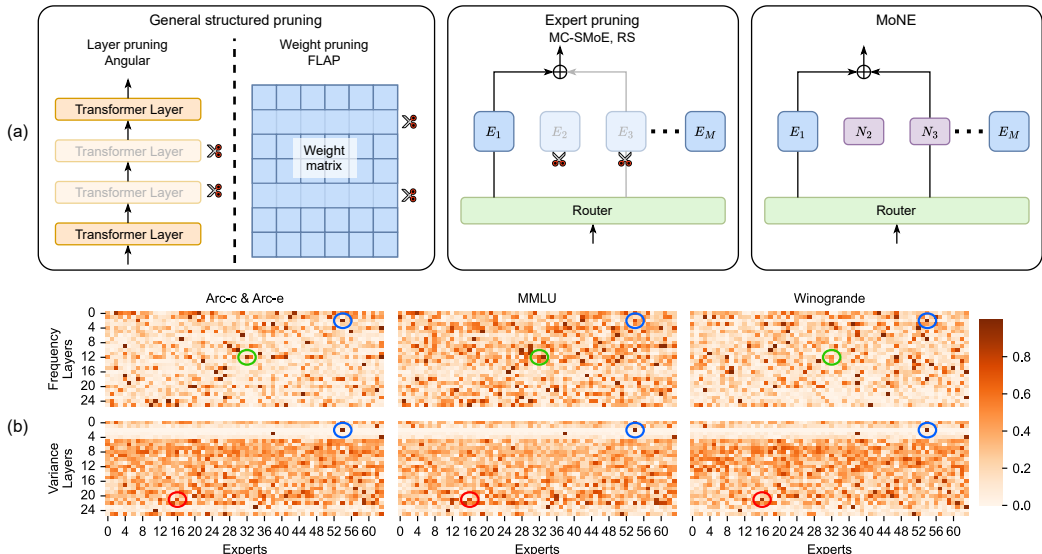 (a)
General structured pruning
Layer pruning
Angular
Weight pruning
FLAP
Transformer Layer
Transformer Layer
Transformer Layer
Transformer Layer
Weight
matrix
Expert pruning
MC-SMoE, RS
E1 E2 E3 EM
Router
MoNE
E1 N2 N3 EM
Router
(b)
Arc-c & Arc-e MMLU Winogrande
Frequency
Layers
0
4
8
12
16
20
24
Variance
Layers
0
4
8
12
16
20
24
0 4 8 12 16 20 24 28 32 36 40 44 48 52 56 60
0 4 8 12 16 20 24 28 32 36 40 44 48 52 56 60
0 4 8 12 16 20 24 28 32 36 40 44 48 52 56 60
Experts Experts Experts
0.8
0.6
0.4
0.2
0.0